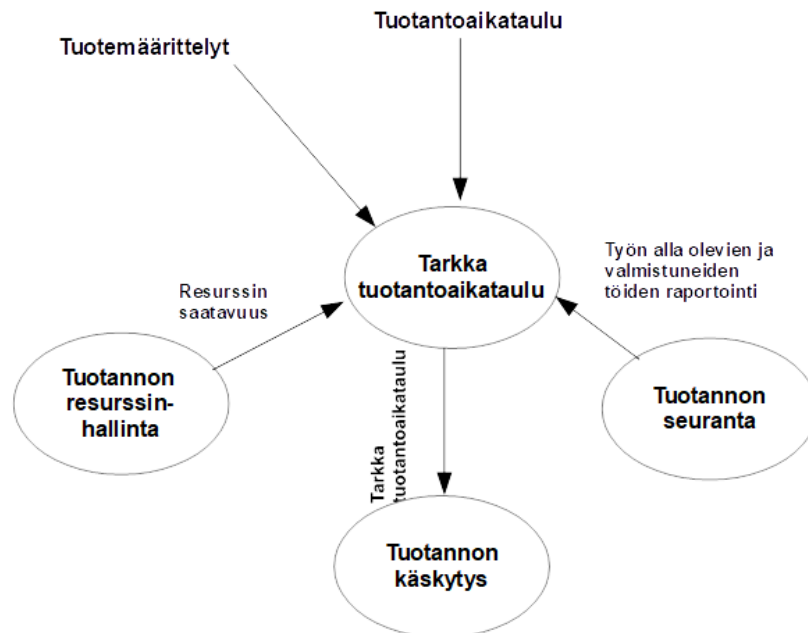 Tuotantoaikataulu
Tuotemäärittelyt
Tarkka
tuotantoaikataulu
Työn alla olevien ja
valmistuneiden
töiden raportointi
Resurssin
saatavuus
Tuotannon
resurssin-
hallinta
Tarkka
tuotantoaikataulu
Tuotannon
seuranta
Tuotannon
käskytys